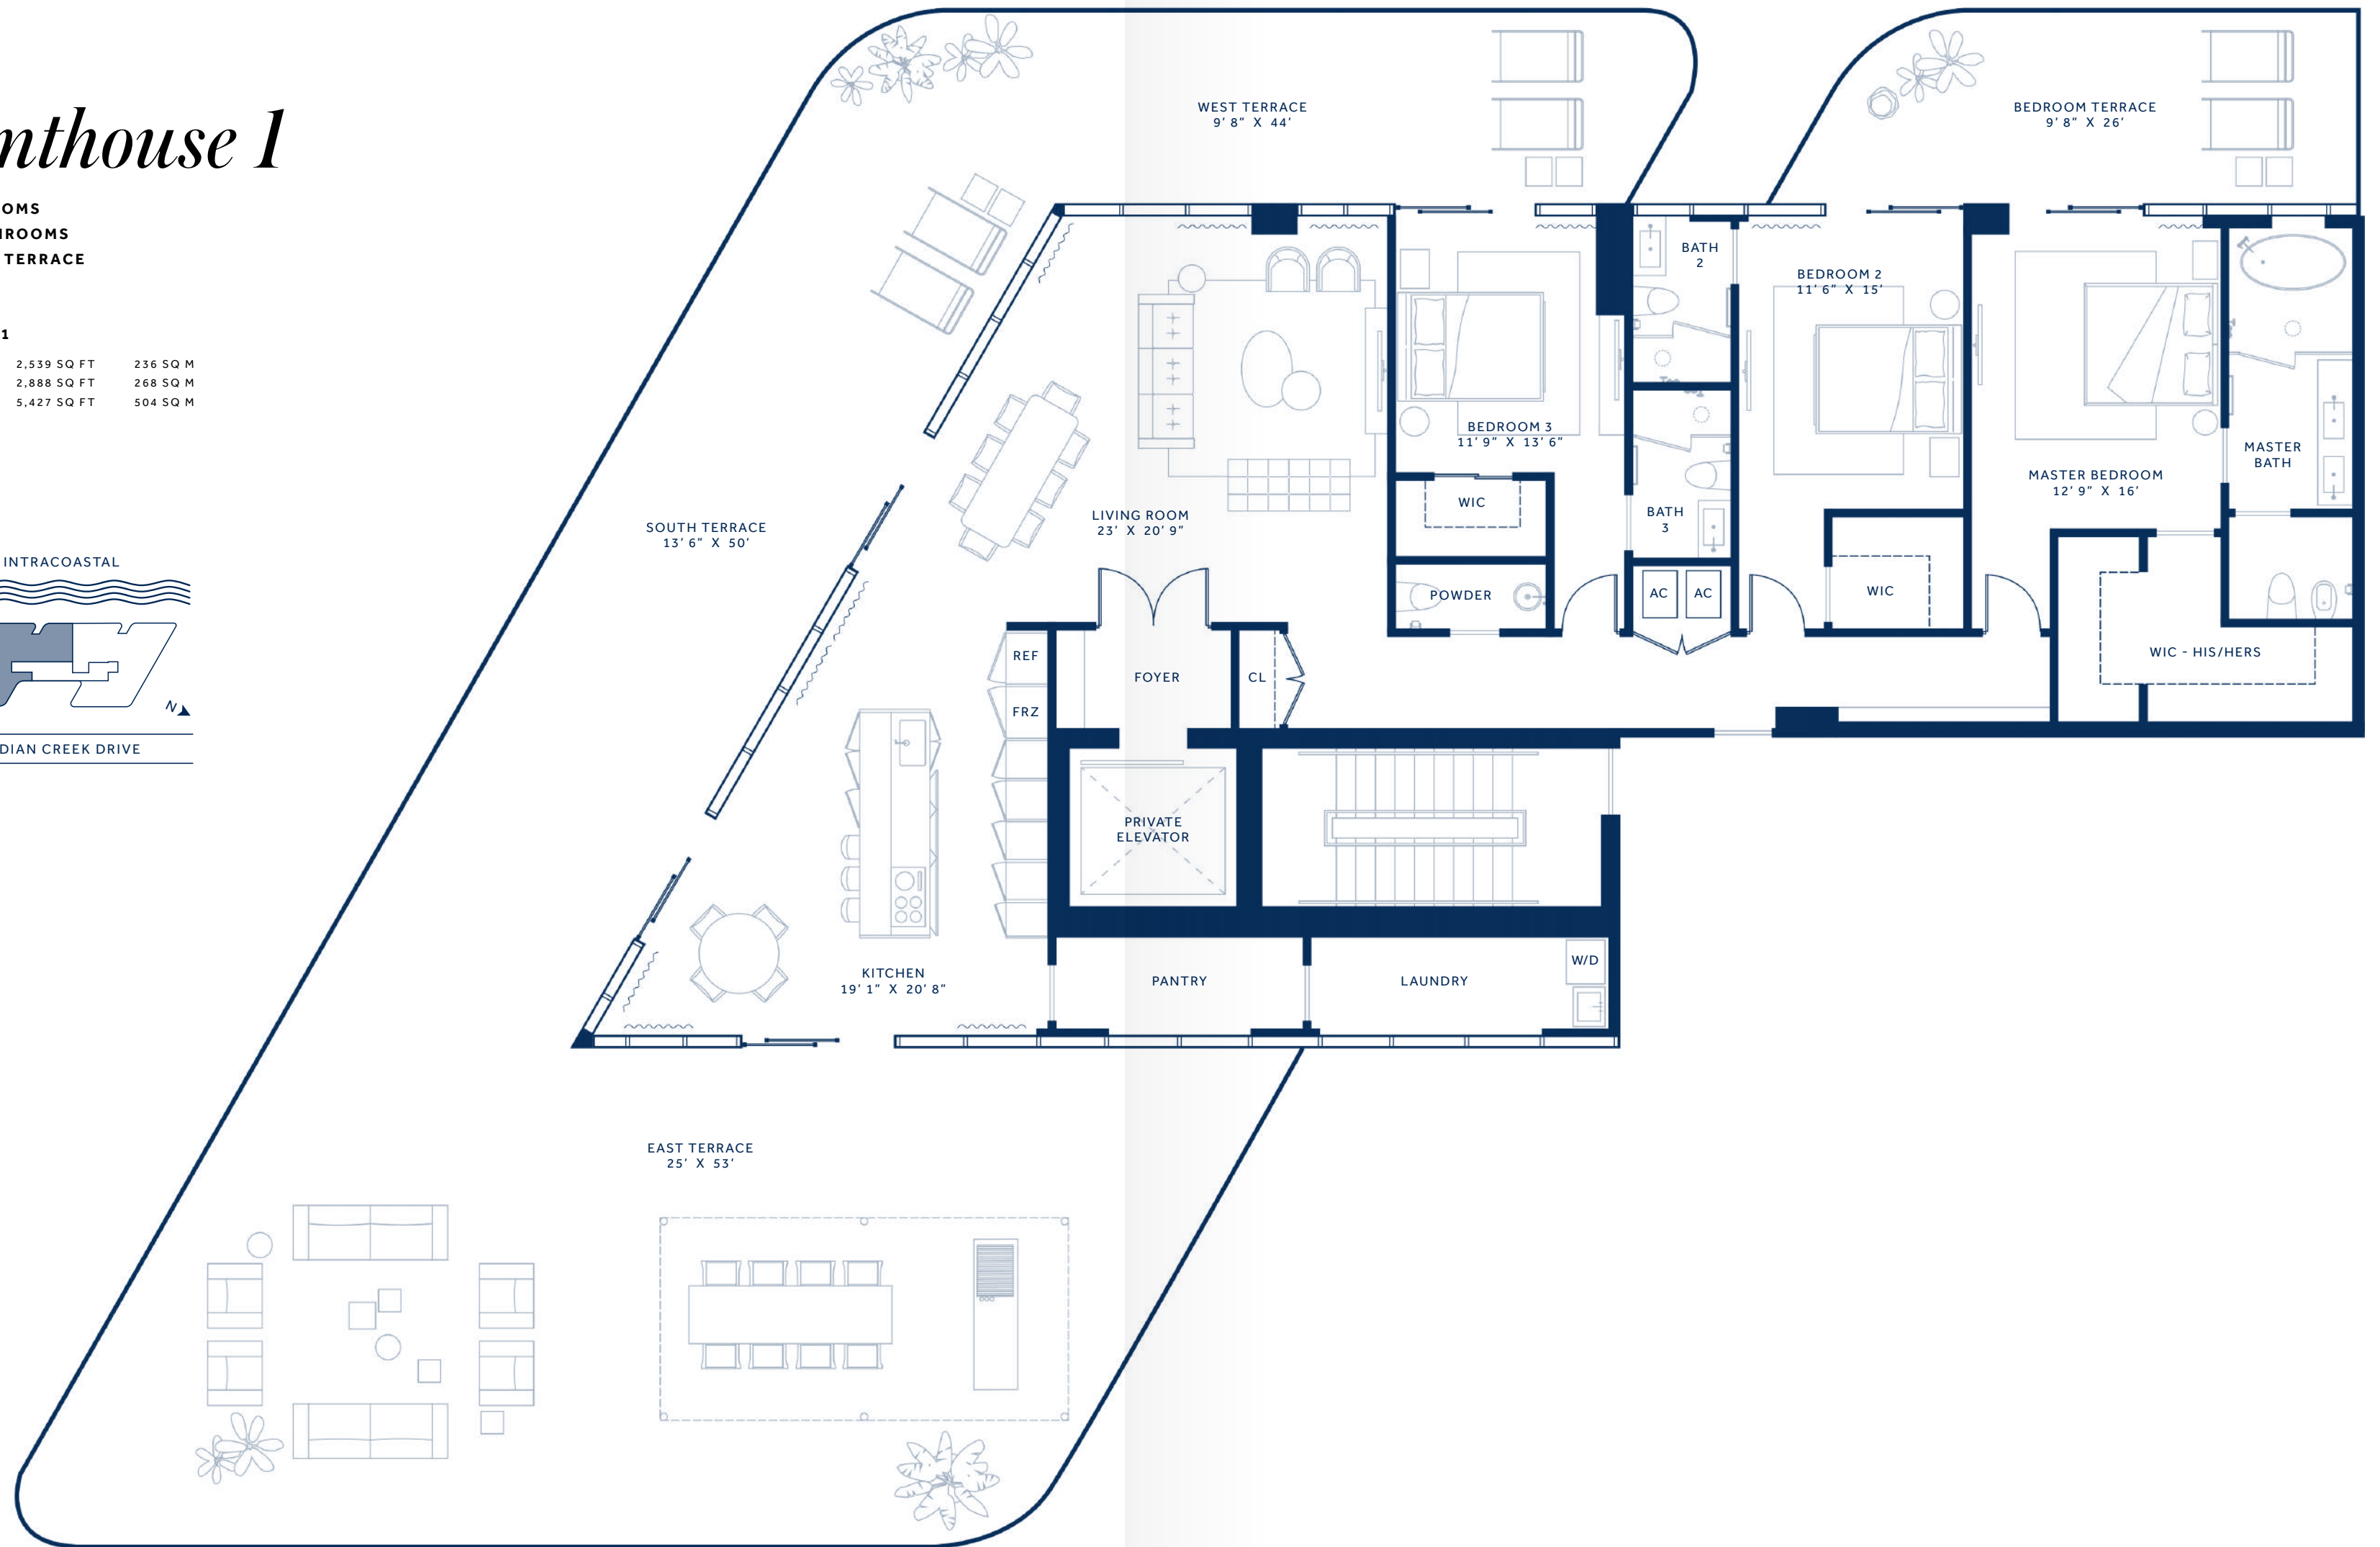 nthouse 1
OMS
ROOMS
TERRACE
1
2,539 SQ FT 236 SQ M
2,888 SQ FT 268 SQ M
5,427 SQ FT 504 SQ M
INTRACOASTAL
N
DIAN CREEK DRIVE
WEST TERRACE
9' 8" X 44'
BEDROOM TERRACE
9' 8" X 26'
BATH
2
BEDROOM 2
11' 6" X 15'
BEDROOM 3
11' 9" X 13' 6"
MASTER BEDROOM
12' 9" X 16'
MASTER
BATH
SOUTH TERRACE
13' 6" X 50'
LIVING ROOM
23' X 20' 9"
WIC
BATH
3
POWDER
AC AC
WIC
WIC - HIS/HERS
REF
FRZ
FOYER
CL
PRIVATE
ELEVATOR
KITCHEN
19' 1" X 20' 8"
PANTRY
LAUNDRY
W/D
EAST TERRACE
25' X 53'